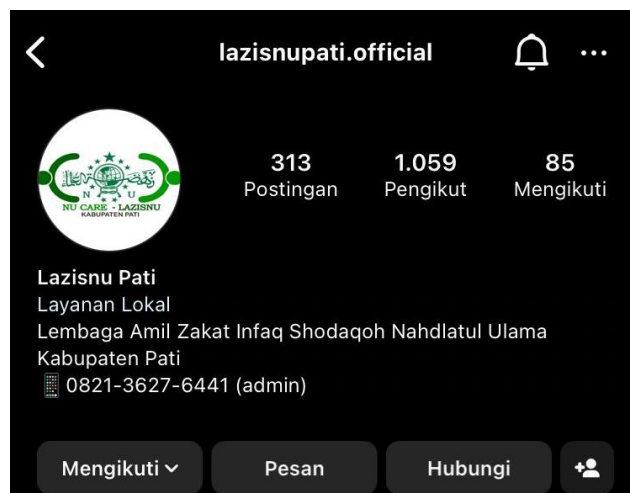 lazisnupati.official
313
Postingan
1.059
Pengikut
85
Mengikuti
N U
NU CARE - LAZISNU
KABUPATEN PATI
Lazisnu Pati
Layanan Lokal
Lembaga Amil Zakat Infaq Shodaqoh Nahdlatul Ulama
Kabupaten Pati
0821-3627-6441 (admin)
Mengikuti
Pesan
Hubungi